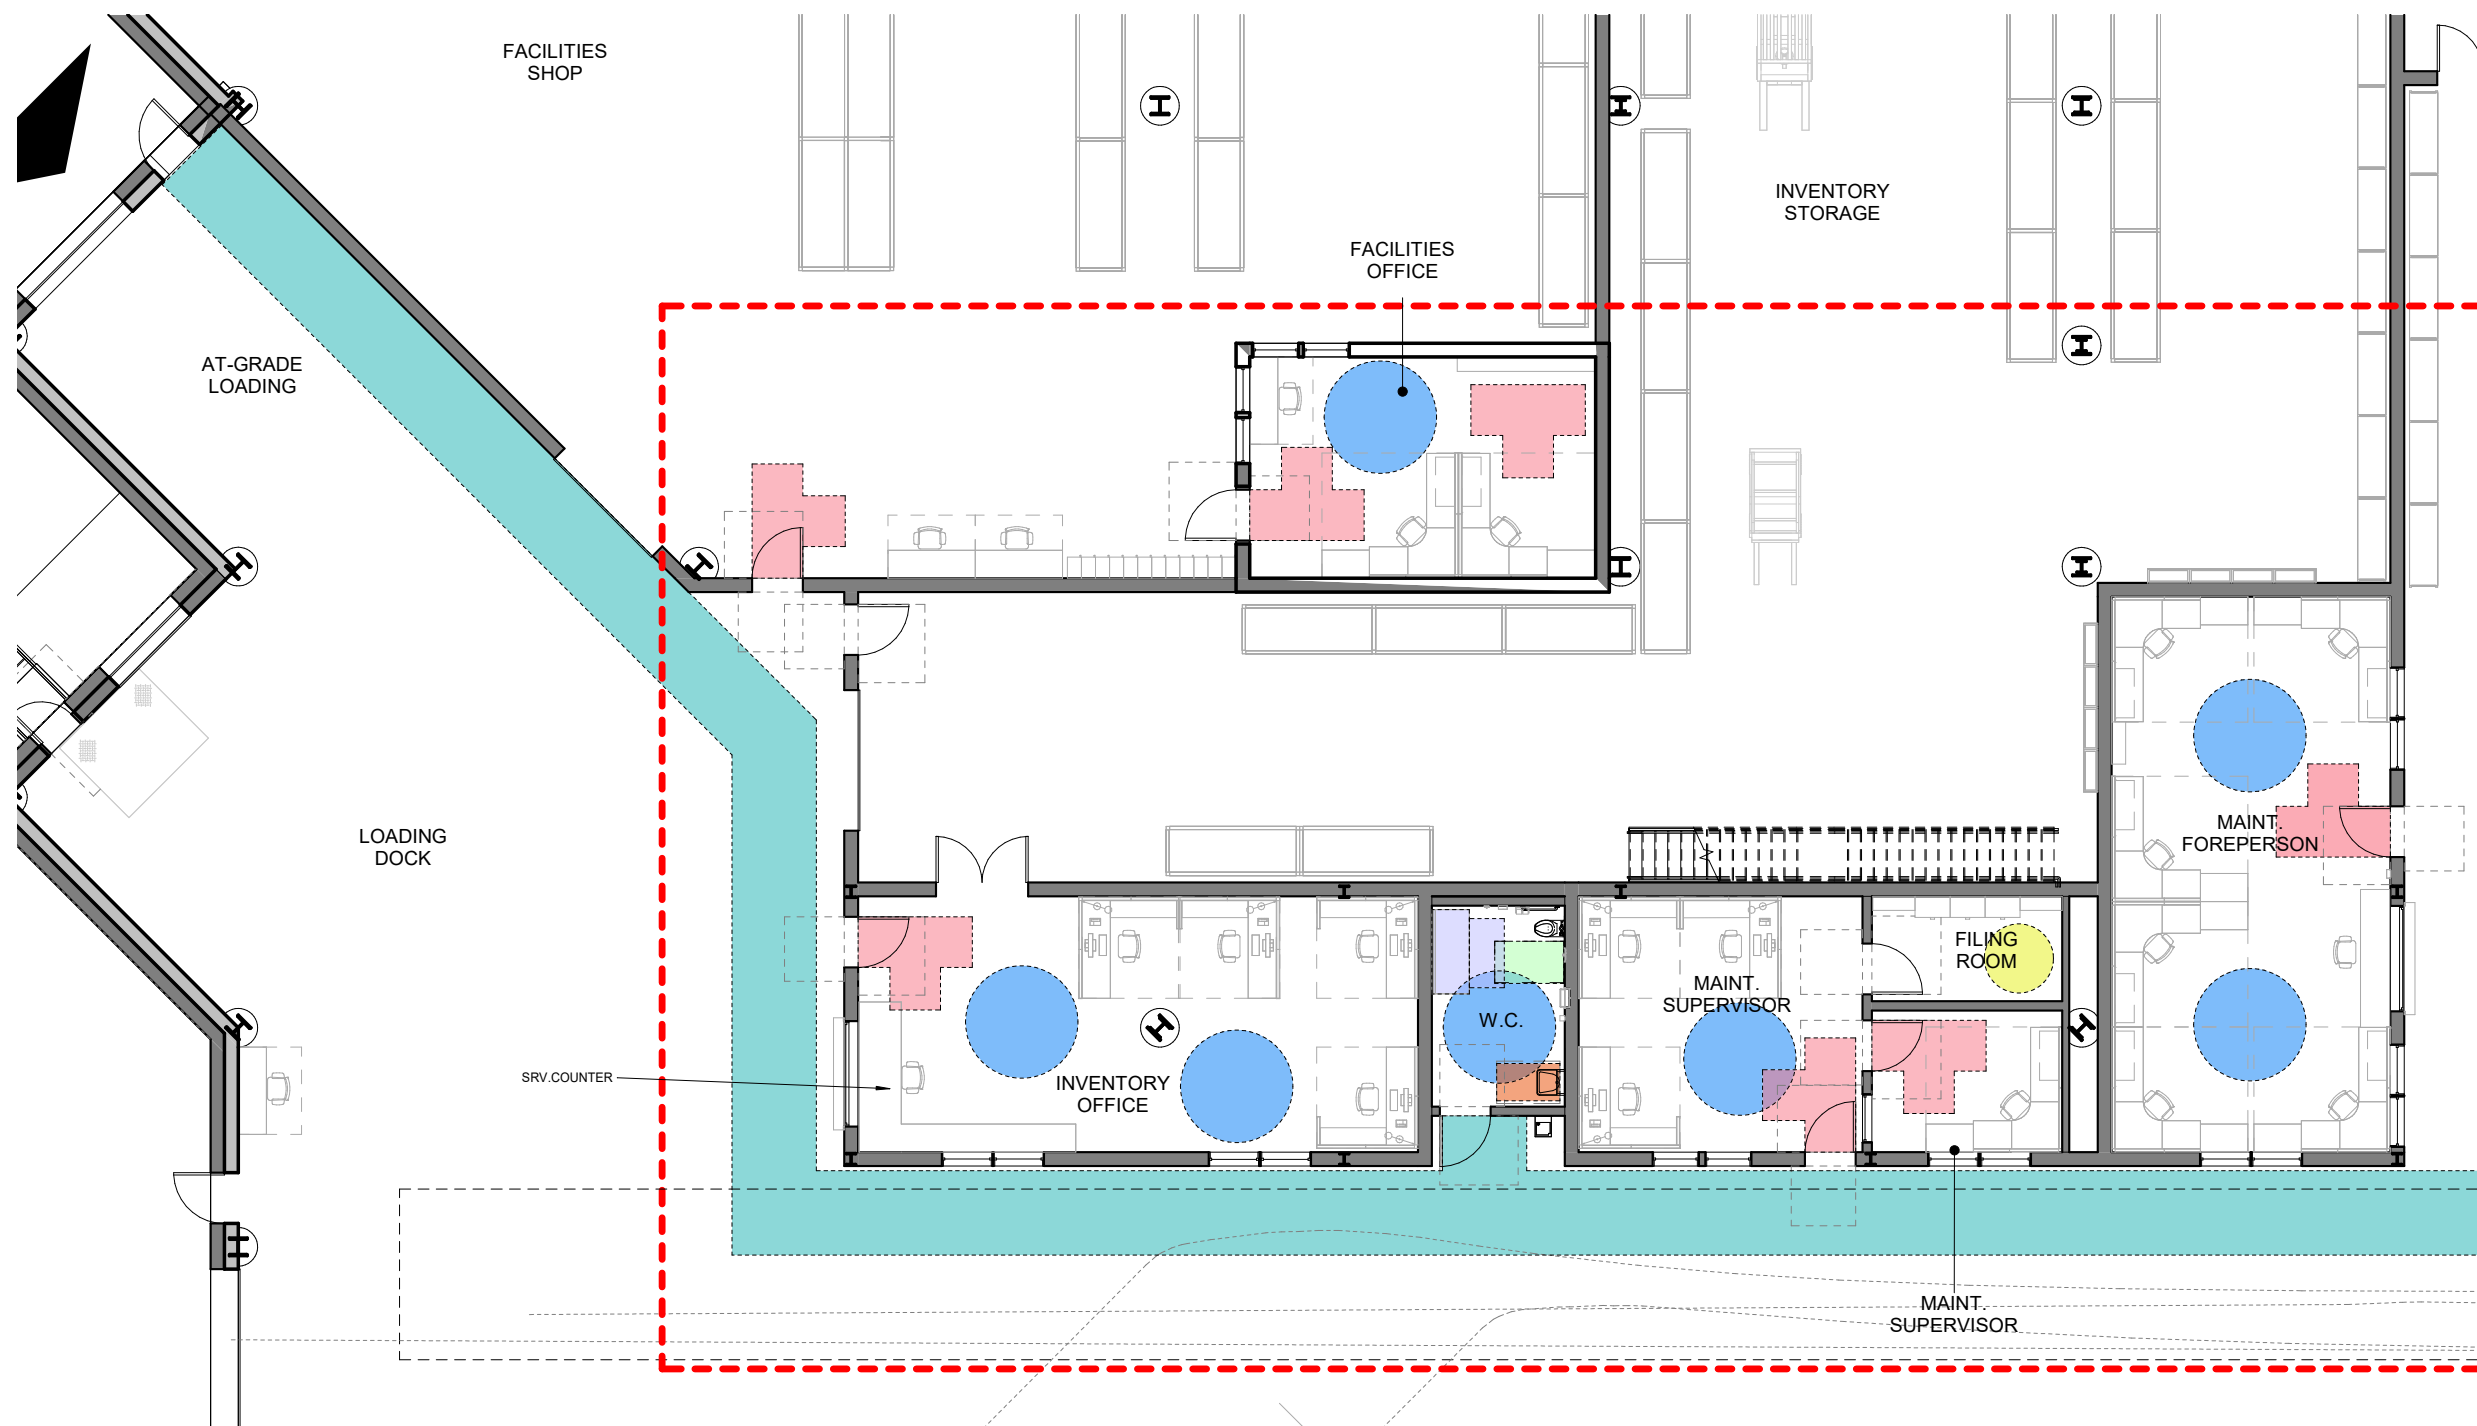 FACILITIES
SHOP
INVENTORY
STORAGE
FACILITIES
OFFICE
AT-GRADE
LOADING
LOADING
DOCK
MAINT.
FOREPERSON
FILING
ROOM
MAINT.
SUPERVISOR
W.C.
SRV.COUNTER
INVENTORY
OFFICE
MAINT.
SUPERVISOR